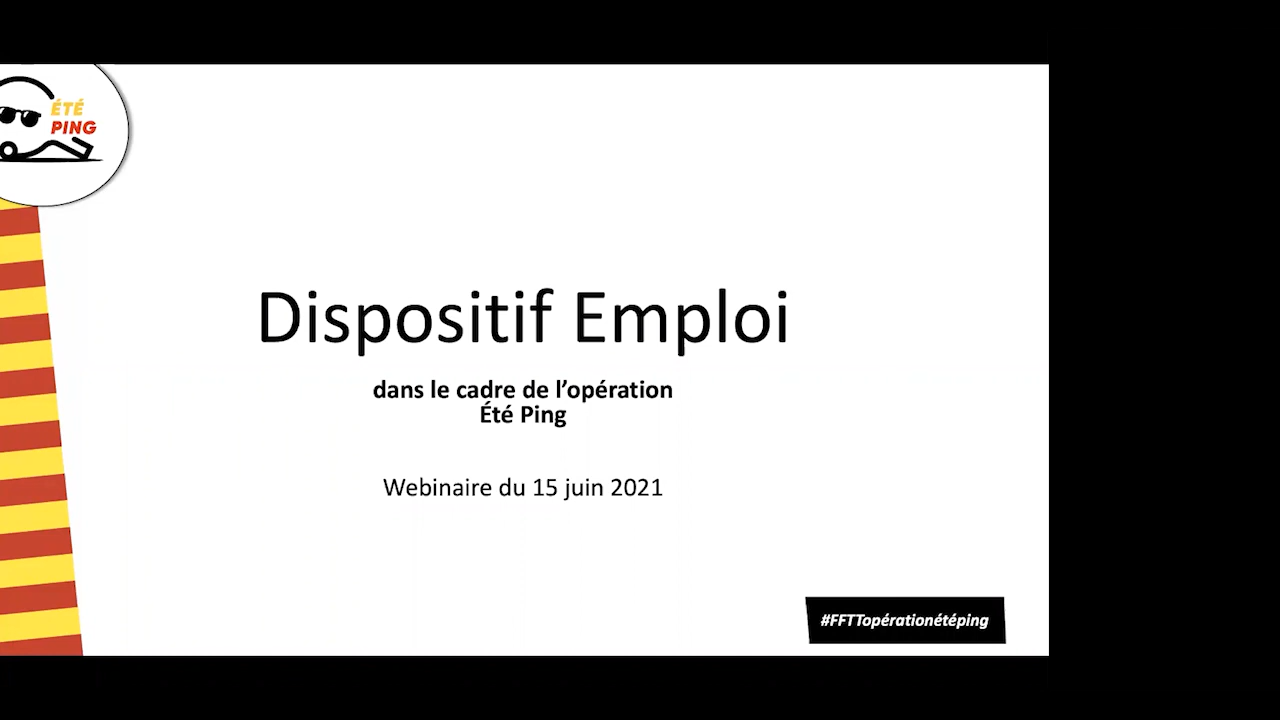 ÉTÉ
PING
Dispositif Emploi
dans le cadre de l’opération
Été Ping
Webinaire du 15 juin 2021
#FFTTopérationétéping